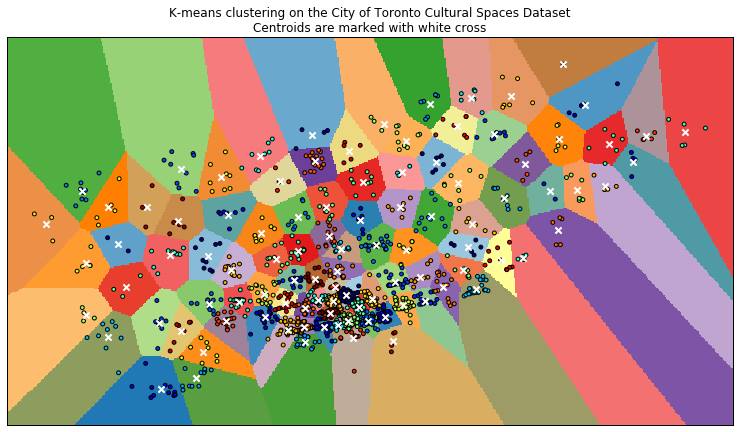 K-means clustering on the City of Toronto Cultural Spaces Dataset
Centroids are marked with white cross